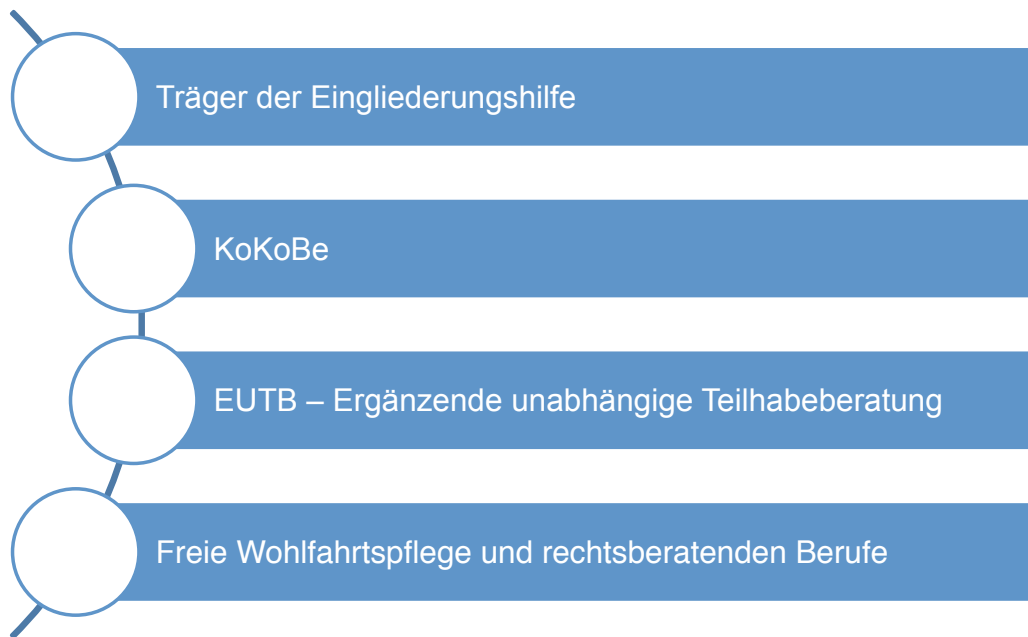 Träger der Eingliederungshilfe
KoKoBe
EUTB – Ergänzende unabhängige Teilhabeberatung
Freie Wohlfahrtspflege und rechtsberatenden Berufe